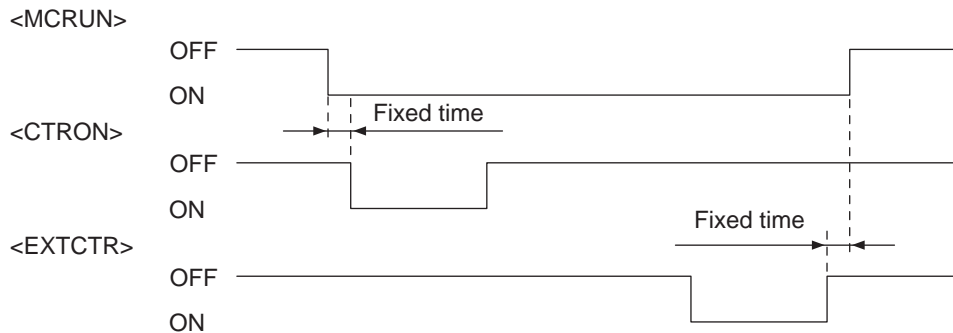 <MCRUN>
OFF
ON
Fixed time
<CTRON>
OFF
ON
Fixed time
<EXTCTR>
OFF
ON